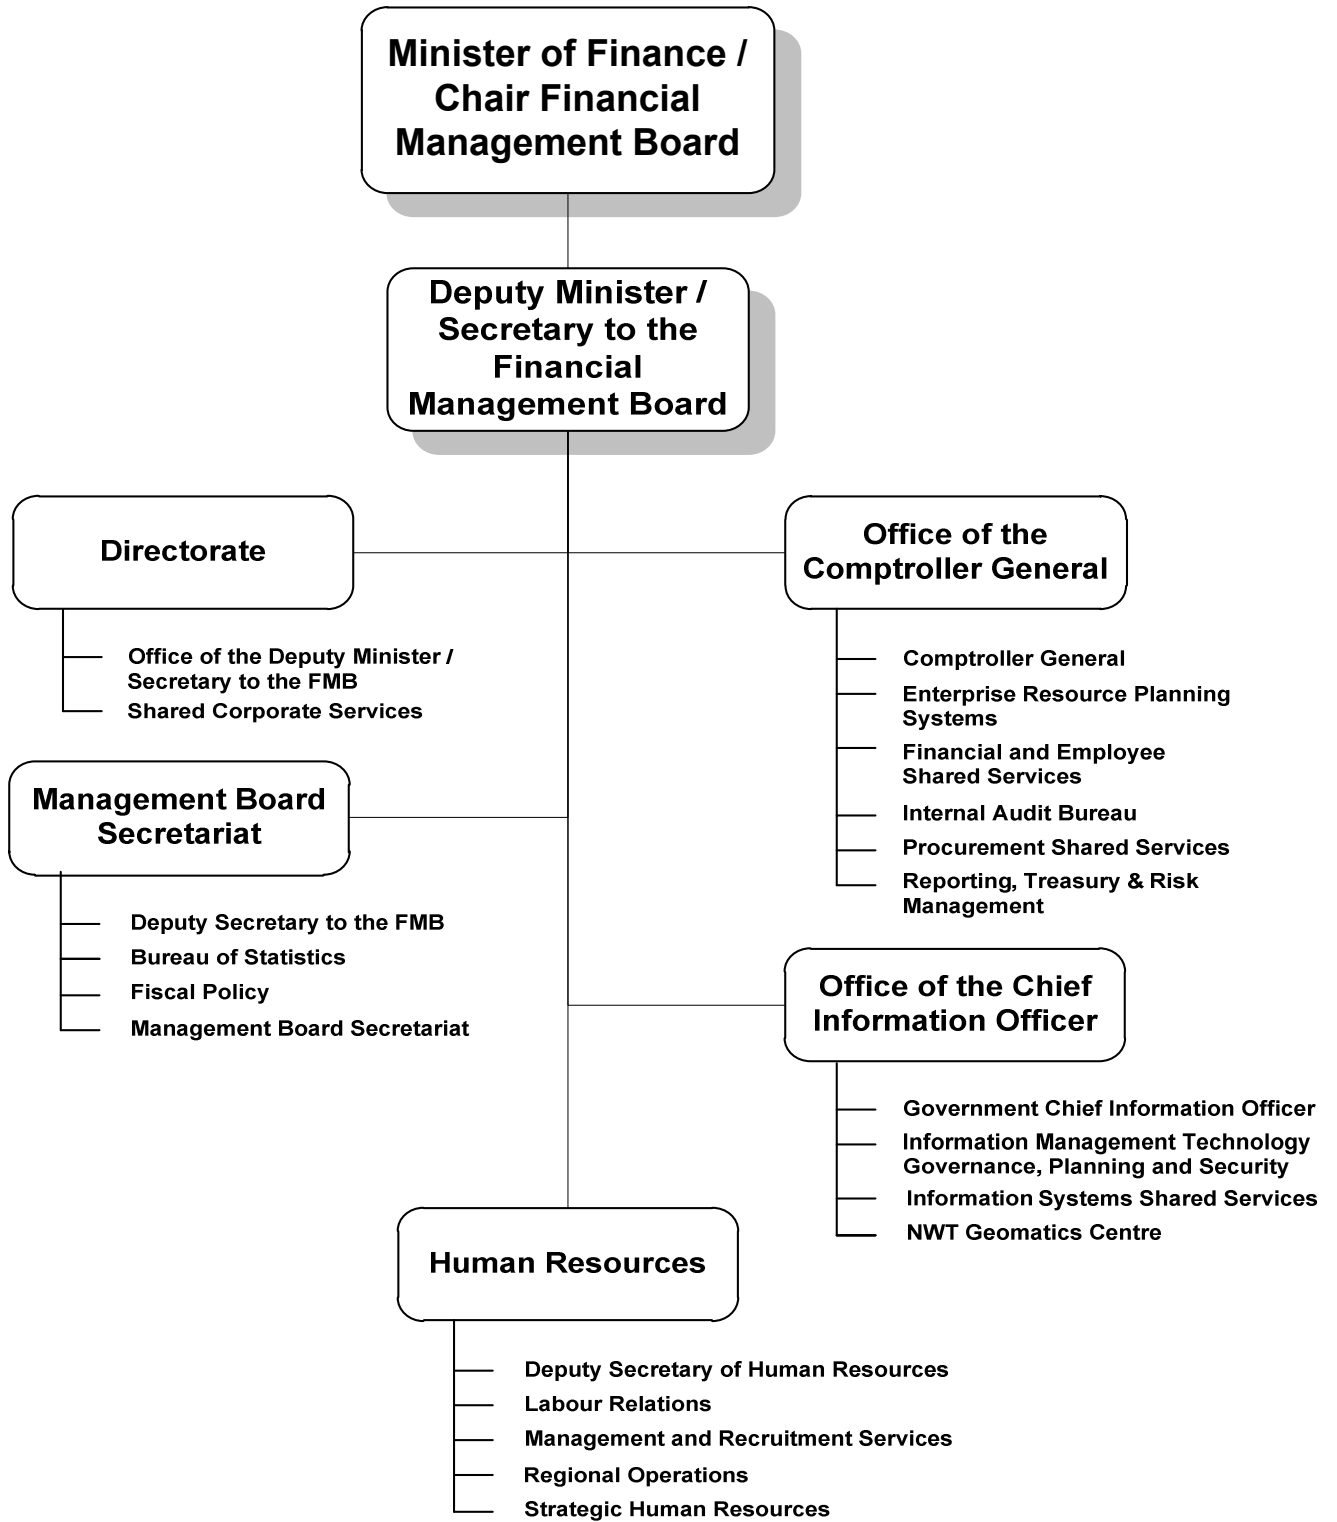 Minister of Finance /
Chair Financial
Management Board
Deputy Minister /
Secretary to the
Financial
Management Board
Directorate
Office of the Deputy Minister /
Secretary to the FMB
Shared Corporate Services
Office of the
Comptroller General
Comptroller General
Enterprise Resource Planning
Systems
Financial and Employee
Shared Services
Internal Audit Bureau
Procurement Shared Services
Reporting, Treasury & Risk
Management
Management Board
Secretariat
Deputy Secretary to the FMB
Bureau of Statistics
Fiscal Policy
Management Board Secretariat
Office of the Chief
Information Officer
Government Chief Information Officer
Information Management Technology
Governance, Planning and Security
Information Systems Shared Services
NWT Geomatics Centre
Human Resources
Deputy Secretary of Human Resources
Labour Relations
Management and Recruitment Services
Regional Operations
Strategic Human Resources